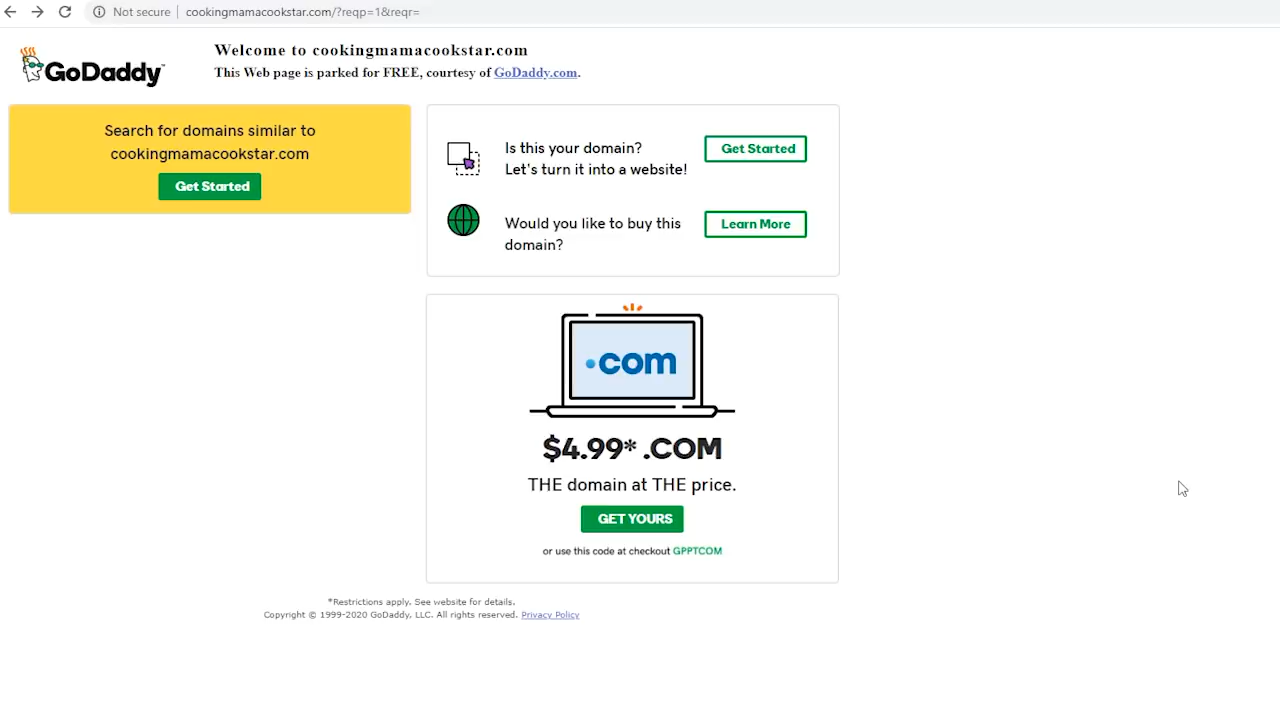 Not secure
cookingmamacookstar.com/?reqp=1&reqr=
GoDaddy™
Welcome to cookingmamacookstar.com
This Web page is parked for FREE, courtesy of GoDaddy.com.
Search for domains similar to
cookingmamacookstar.com
Get Started
Is this your domain?
Let's turn it into a website!
Get Started
Would you like to buy this
domain?
Learn More
.com
$4.99* .COM
THE domain at THE price.
GET YOURS
or use this code at checkout GPPTCOM
*Restrictions apply. See website for details.
Copyright © 1999-2020 GoDaddy, LLC. All rights reserved. Privacy Policy